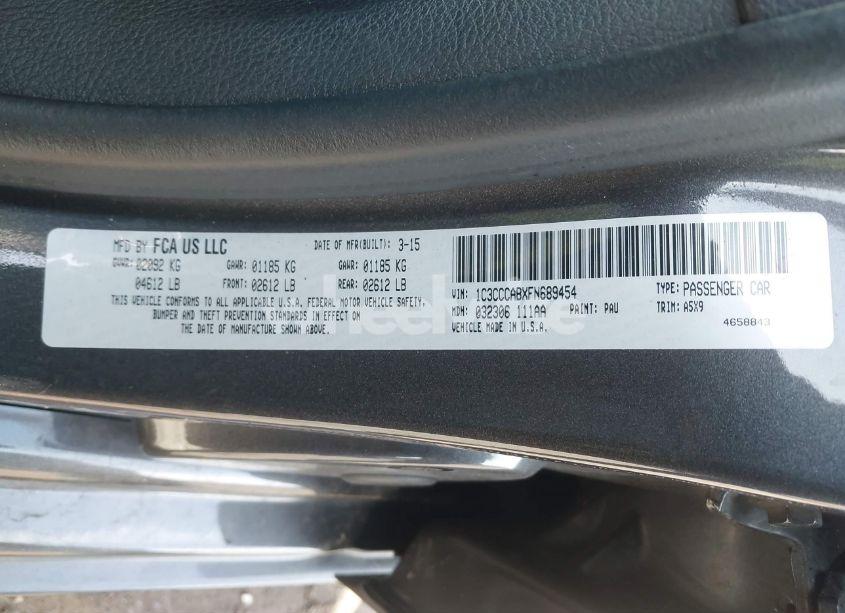 MFD BY FCA US LLC DATE OF MFR(BUILT): 3-15
GVWR: 02092 KG GAWR: 01185 KG GAWR: 01185 KG
04612 LB FRONT: 02612 LB REAR: 02612 LB
THIS VEHICLE CONFORMS TO ALL APPLICABLE U.S.A. FEDERAL MOTOR VEHICLE SAFETY,
BUMPER AND THEFT PREVENTION STANDARDS IN EFFECT ON
THE DATE OF MANUFACTURE SHOWN ABOVE.
VIN: 1C3CCCABXFN689454 TYPE: PASSENGER CAR
MDH: 032306 111AA PAINT: PAU TRIM: A5X9
VEHICLE MADE IN U.S.A. 4658843